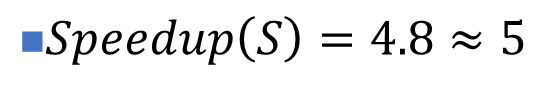 ▪Speedup(S) = 4.8 ≈ 5